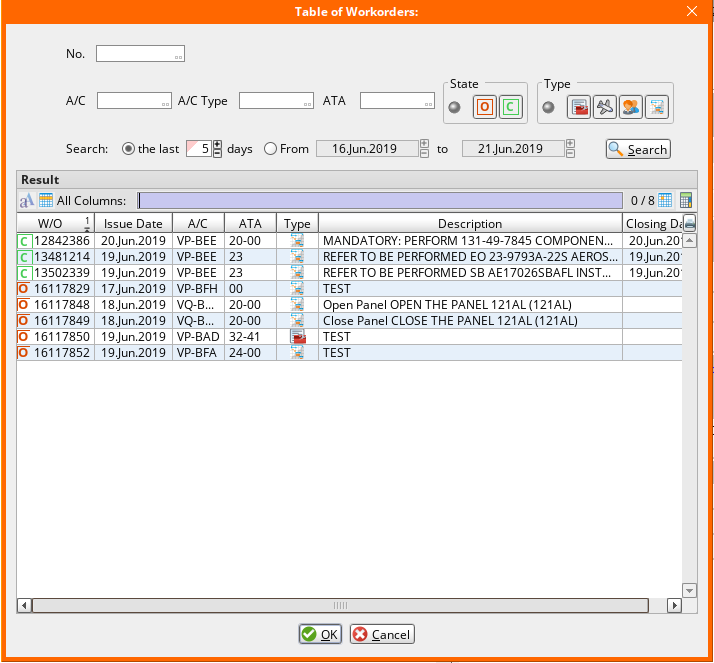 Table of Workorders:
No.
A/C A/C Type ATA State O C Type
Search: the last 5 days From 16.Jun.2019 to 21.Jun.2019 Search
Result
All Columns: 0 / 8
W/O 1 Issue Date A/C ATA Type Description Closing Da
C 12842386 20.Jun.2019 VP-BEE 20-00 MANDATORY: PERFORM 131-49-7845 COMPONEN... 20.Jun.20
C 13481214 19.Jun.2019 VP-BEE 23 REFER TO BE PERFORMED EO 23-9793A-22S AEROS... 19.Jun.20
C 13502339 19.Jun.2019 VP-BEE 23 REFER TO BE PERFORMED SB AE17026SBAFL INST... 19.Jun.20
O 16117829 17.Jun.2019 VP-BFH 00 TEST
O 16117848 18.Jun.2019 VQ-B... 20-00 Open Panel OPEN THE PANEL 121AL (121AL)
O 16117849 18.Jun.2019 VQ-B... 20-00 Close Panel CLOSE THE PANEL 121AL (121AL)
O 16117850 19.Jun.2019 VP-BAD 32-41 TEST
O 16117852 19.Jun.2019 VP-BFA 24-00 TEST
OK Cancel